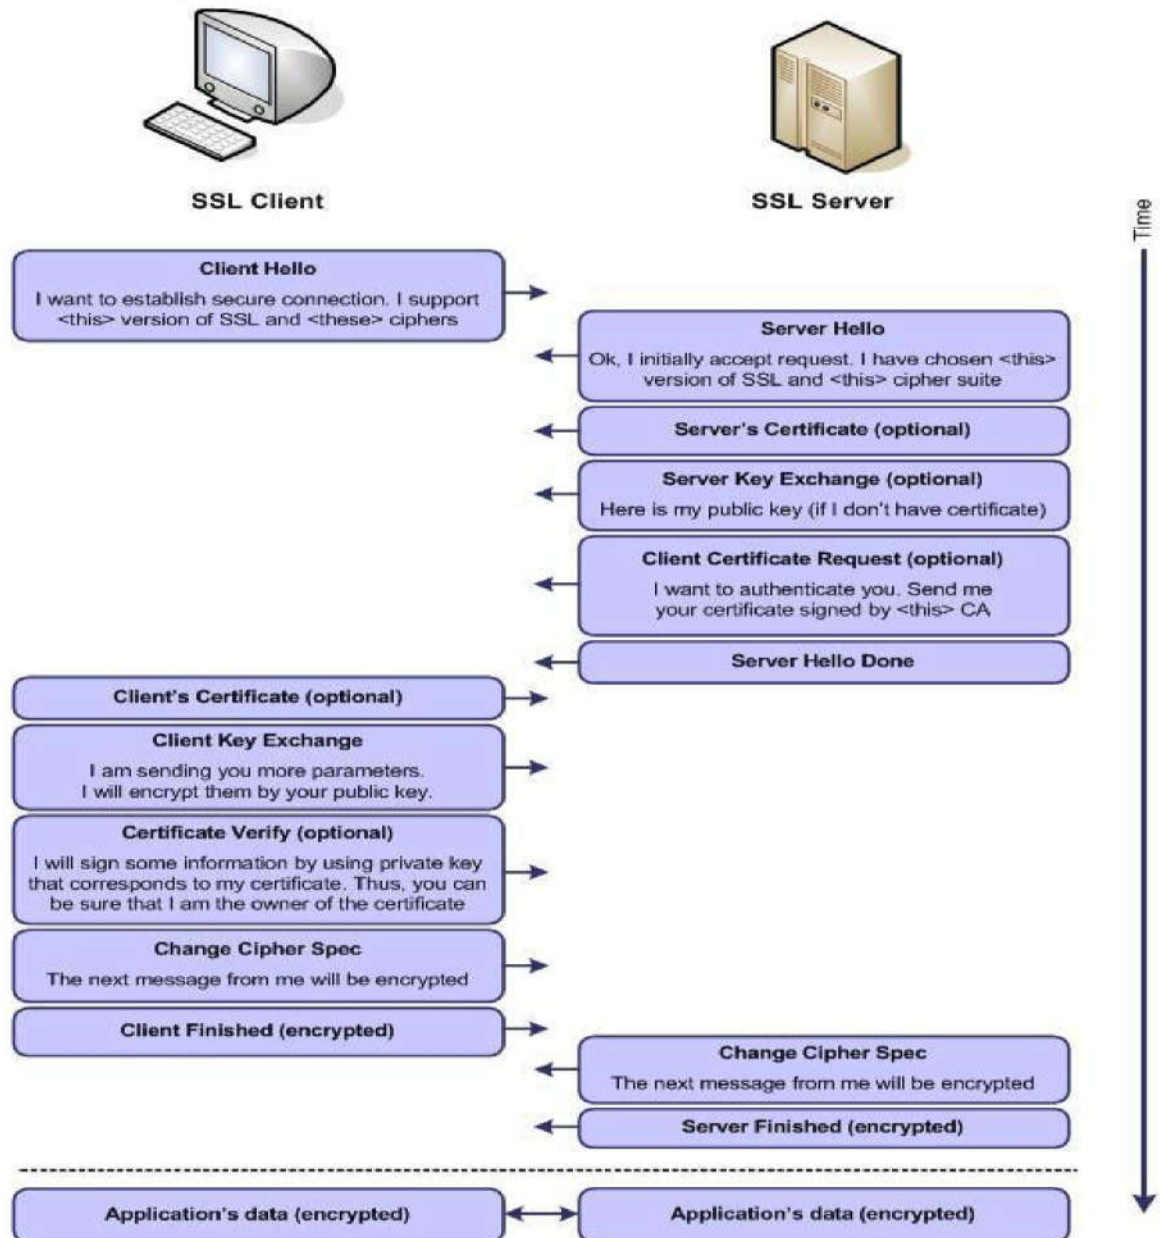 SSL Client
SSL Server
Time
Client Hello
I want to establish secure connection. I support
<this> version of SSL and <these> ciphers
Server Hello
Ok, I initially accept request. I have chosen <this>
version of SSL and <this> cipher suite
Server's Certificate (optional)
Server Key Exchange (optional)
Here is my public key (if I don't have certificate)
Client Certificate Request (optional)
I want to authenticate you. Send me
your certificate signed by <this> CA
Server Hello Done
Client's Certificate (optional)
Client Key Exchange
I am sending you more parameters.
I will encrypt them by your public key.
Certificate Verify (optional)
I will sign some information by using private key
that corresponds to my certificate. Thus, you can
be sure that I am the owner of the certificate
Change Cipher Spec
The next message from me will be encrypted
Client Finished (encrypted)
Change Cipher Spec
The next message from me will be encrypted
Server Finished (encrypted)
Application's data (encrypted)
Application's data (encrypted)